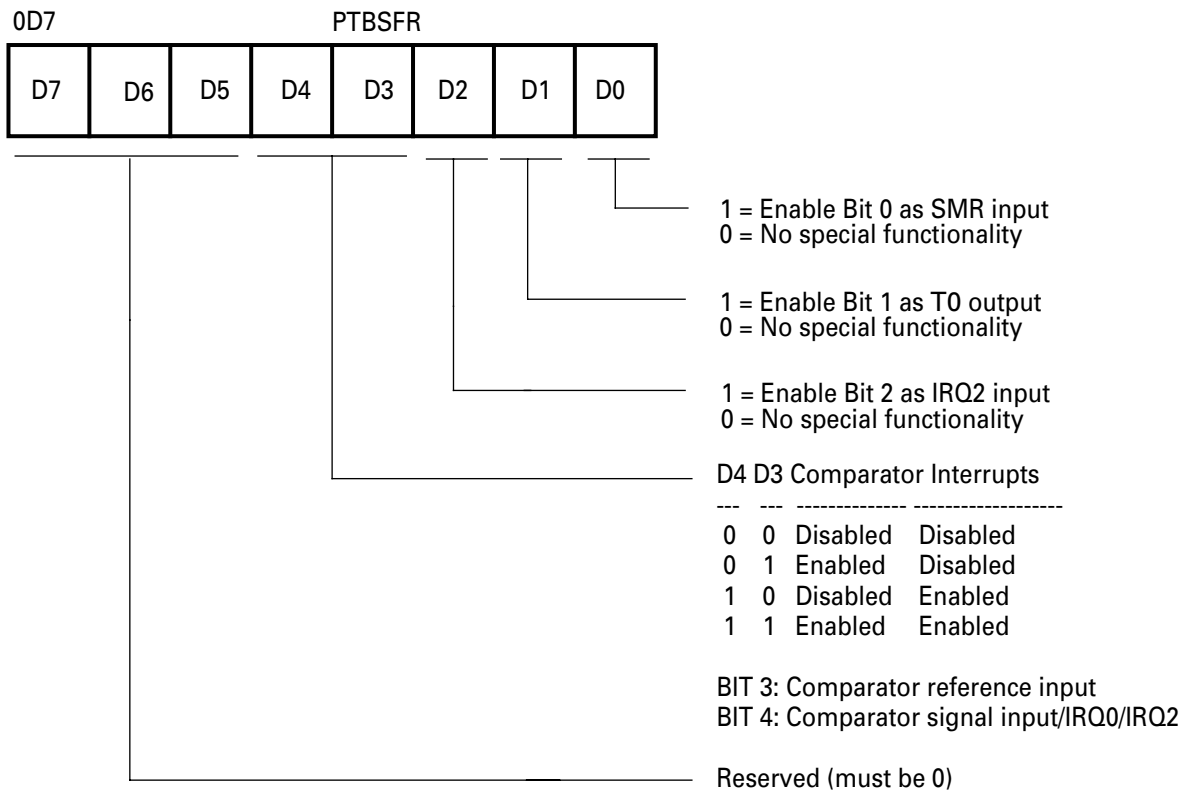 0D7 PTBSFR
D7 D6 D5 D4 D3 D2 D1 D0
1 = Enable Bit 0 as SMR input
0 = No special functionality
1 = Enable Bit 1 as T0 output
0 = No special functionality
1 = Enable Bit 2 as IRQ2 input
0 = No special functionality
D4 D3 Comparator Interrupts
--- --- -------------- -------------------
0 0 Disabled Disabled
0 1 Enabled Disabled
1 0 Disabled Enabled
1 1 Enabled Enabled
BIT 3: Comparator reference input
BIT 4: Comparator signal input/IRQ0/IRQ2
Reserved (must be 0)